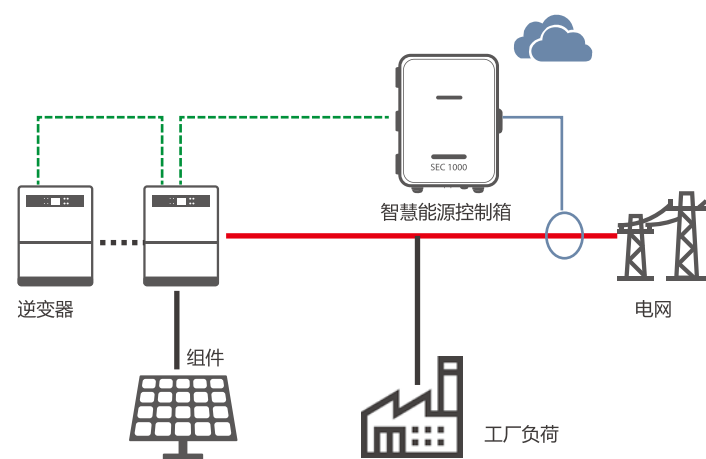 SEC 1000
智慧能源控制箱
逆变器
电网
组件
工厂负荷